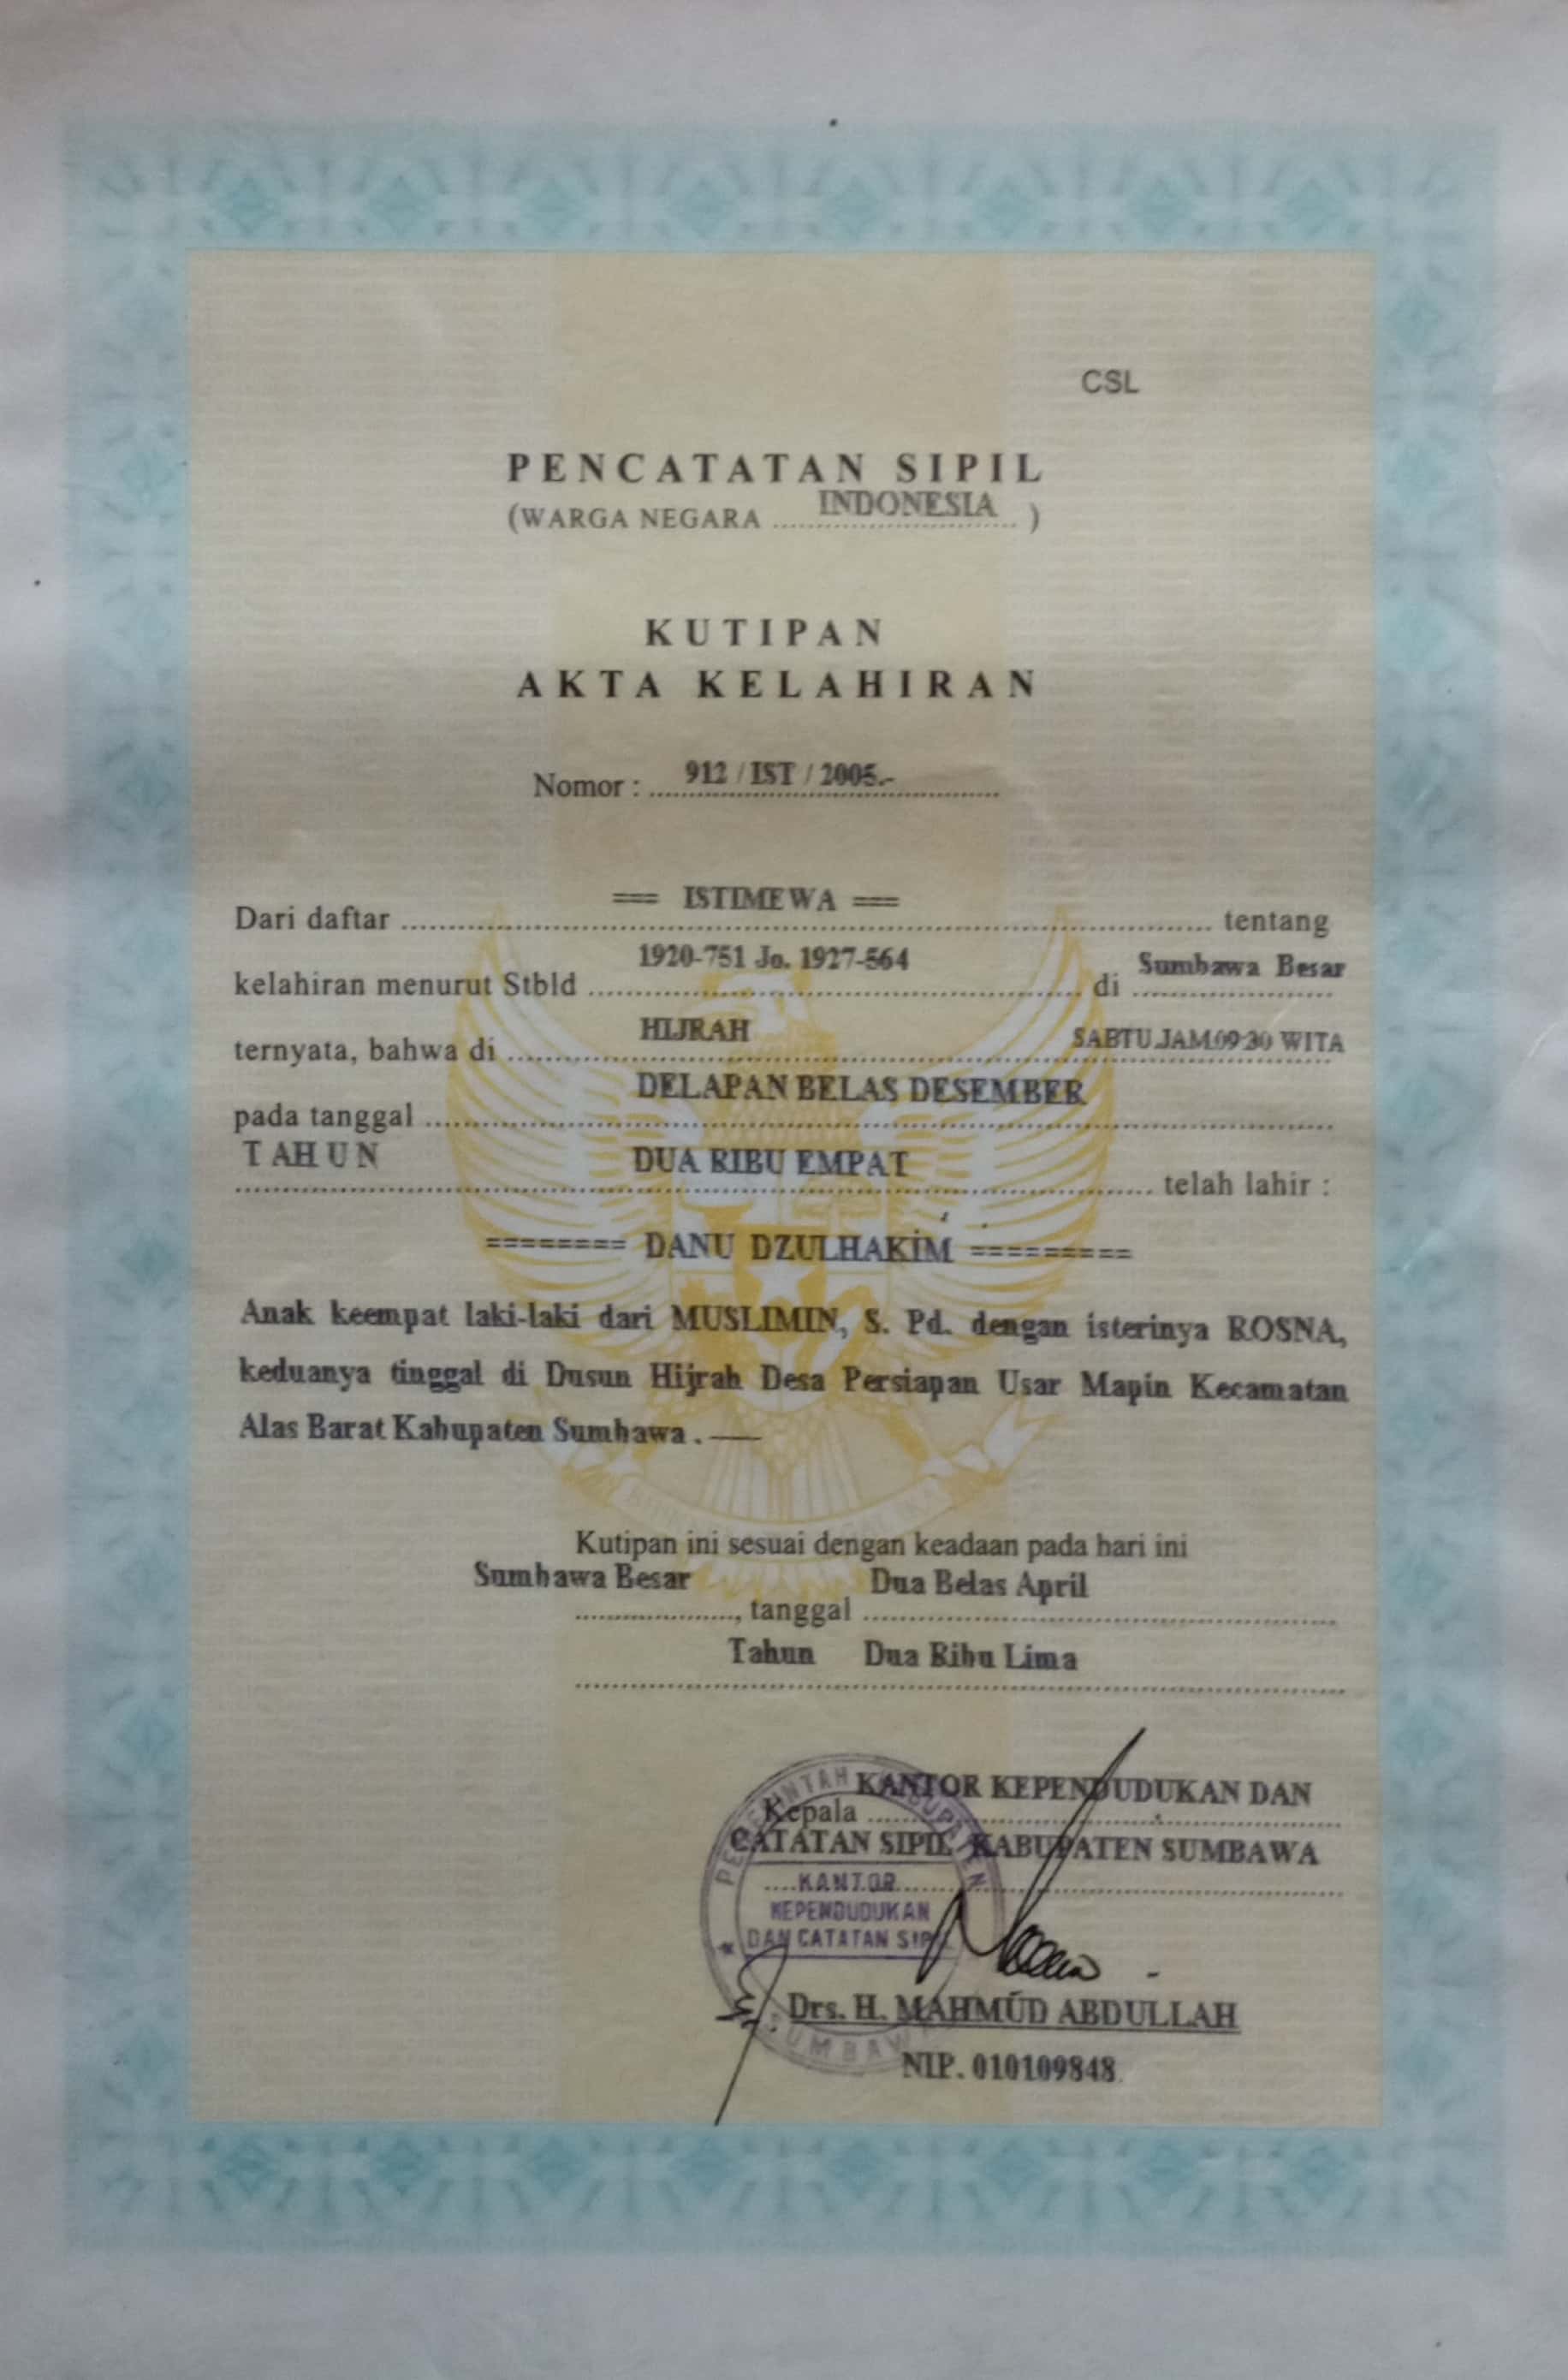 CSL
PENCATATAN SIPIL
(WARGA NEGARA INDONESIA )
KUTIPAN
AKTA KELAHIRAN
Nomor : 912 / IST / 2005.-
Dari daftar === ISTIMEWA === tentang
kelahiran menurut Stbld 1920-751 Jo. 1927-564 di Sumbawa Besar
ternyata, bahwa di HIJRAH SABTU JAM.09 30 WITA
pada tanggal DELAPAN BELAS DESEMBER
TAHUN DUA RIBU EMPAT telah lahir :
======== DANU DZULHAKIM =========
Anak keempat laki-laki dari MUSLIMIN, S. Pd. dengan isterinya ROSNA,
keduanya tinggal di Dusun Hijrah Desa Persiapan Usar Mapin Kecamatan
Alas Barat Kabupaten Sumbawa . —
Kutipan ini sesuai dengan keadaan pada hari ini
Sumbawa Besar, tanggal Dua Belas April
Tahun Dua Ribu Lima
Kepala KANTOR KEPENDUDUKAN DAN
CATATAN SIPIL KABUPATEN SUMBAWA
PEMERINTAH KABUPATEN
KANTOR
KEPENDUDUKAN
DAN CATATAN SIPIL
SUMBAWA
Drs. H. MAHMUD ABDULLAH
NIP. 010109848